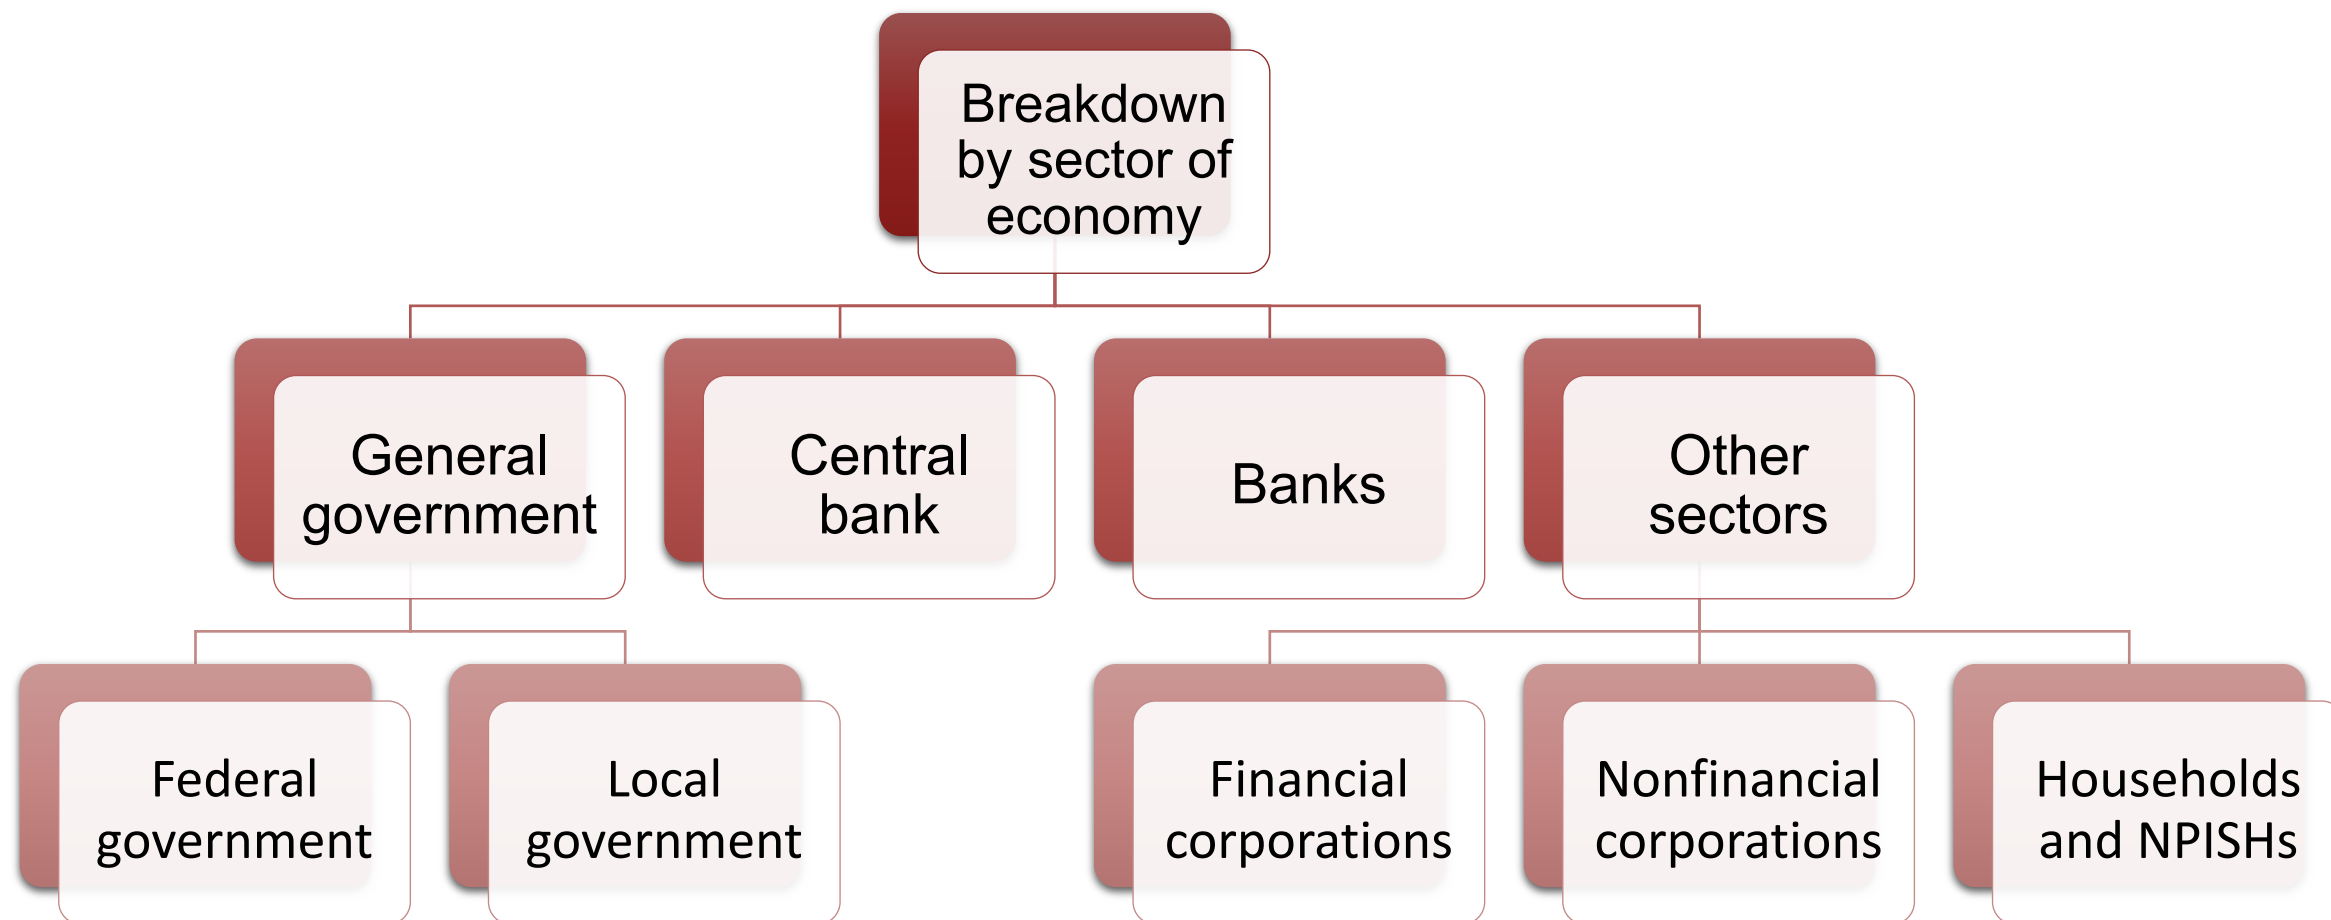 Breakdown
by sector of
economy
General
government
Central
bank
Banks
Other
sectors
Federal
government
Local
government
Financial
corporations
Nonfinancial
corporations
Households
and NPISHs